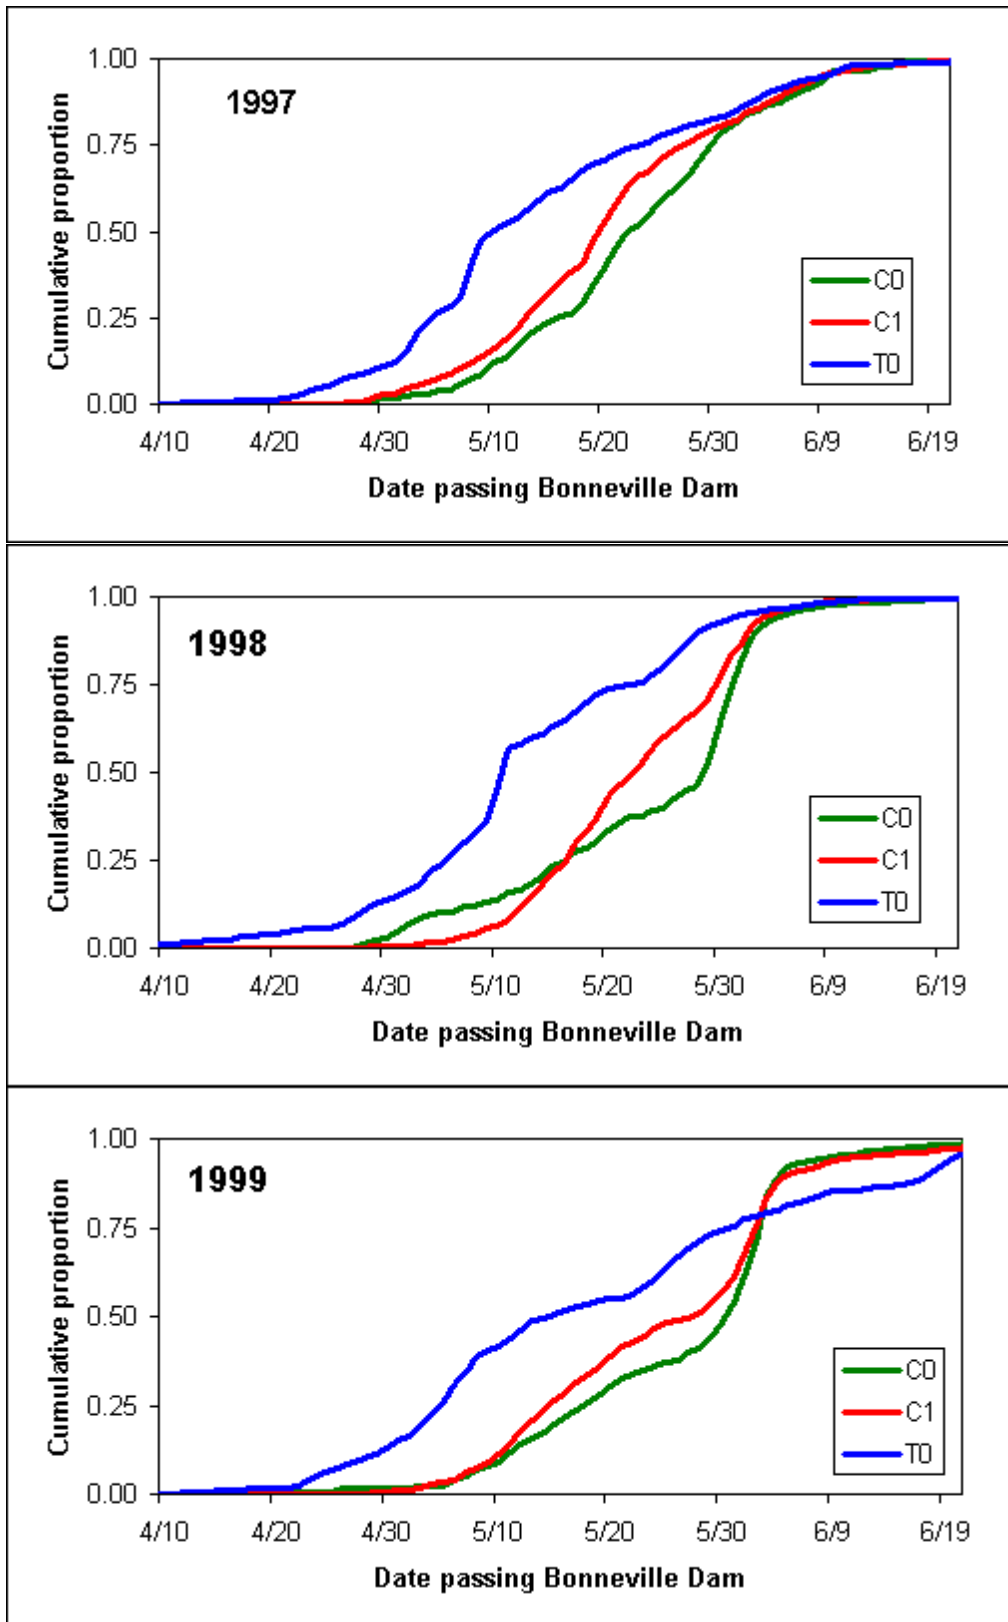 1997
Cumulative proportion
1.00
0.75
0.50
0.25
0.00
C0
C1
T0
4/10 4/20 4/30 5/10 5/20 5/30 6/9 6/19
Date passing Bonneville Dam
1998
Cumulative proportion
1.00
0.75
0.50
0.25
0.00
C0
C1
T0
4/10 4/20 4/30 5/10 5/20 5/30 6/9 6/19
Date passing Bonneville Dam
1999
Cumulative proportion
1.00
0.75
0.50
0.25
0.00
C0
C1
T0
4/10 4/20 4/30 5/10 5/20 5/30 6/9 6/19
Date passing Bonneville Dam